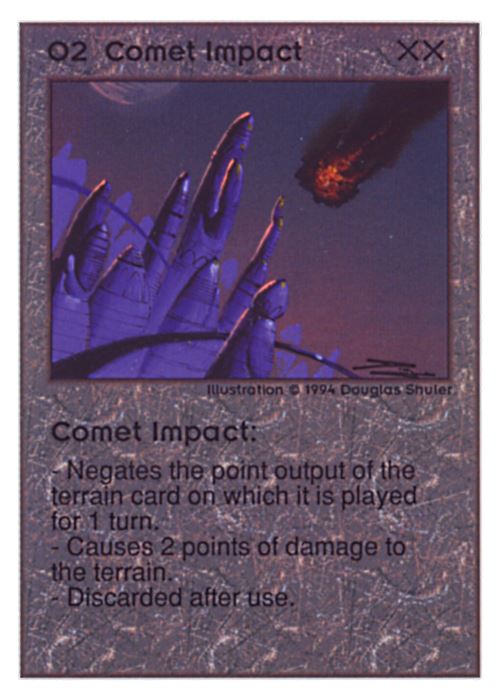 O2 Comet Impact XX
Illustration © 1994 Douglas Shuler
Comet Impact:
- Negates the point output of the
terrain card on which it is played
for 1 turn.
- Causes 2 points of damage to
the terrain.
- Discarded after use.